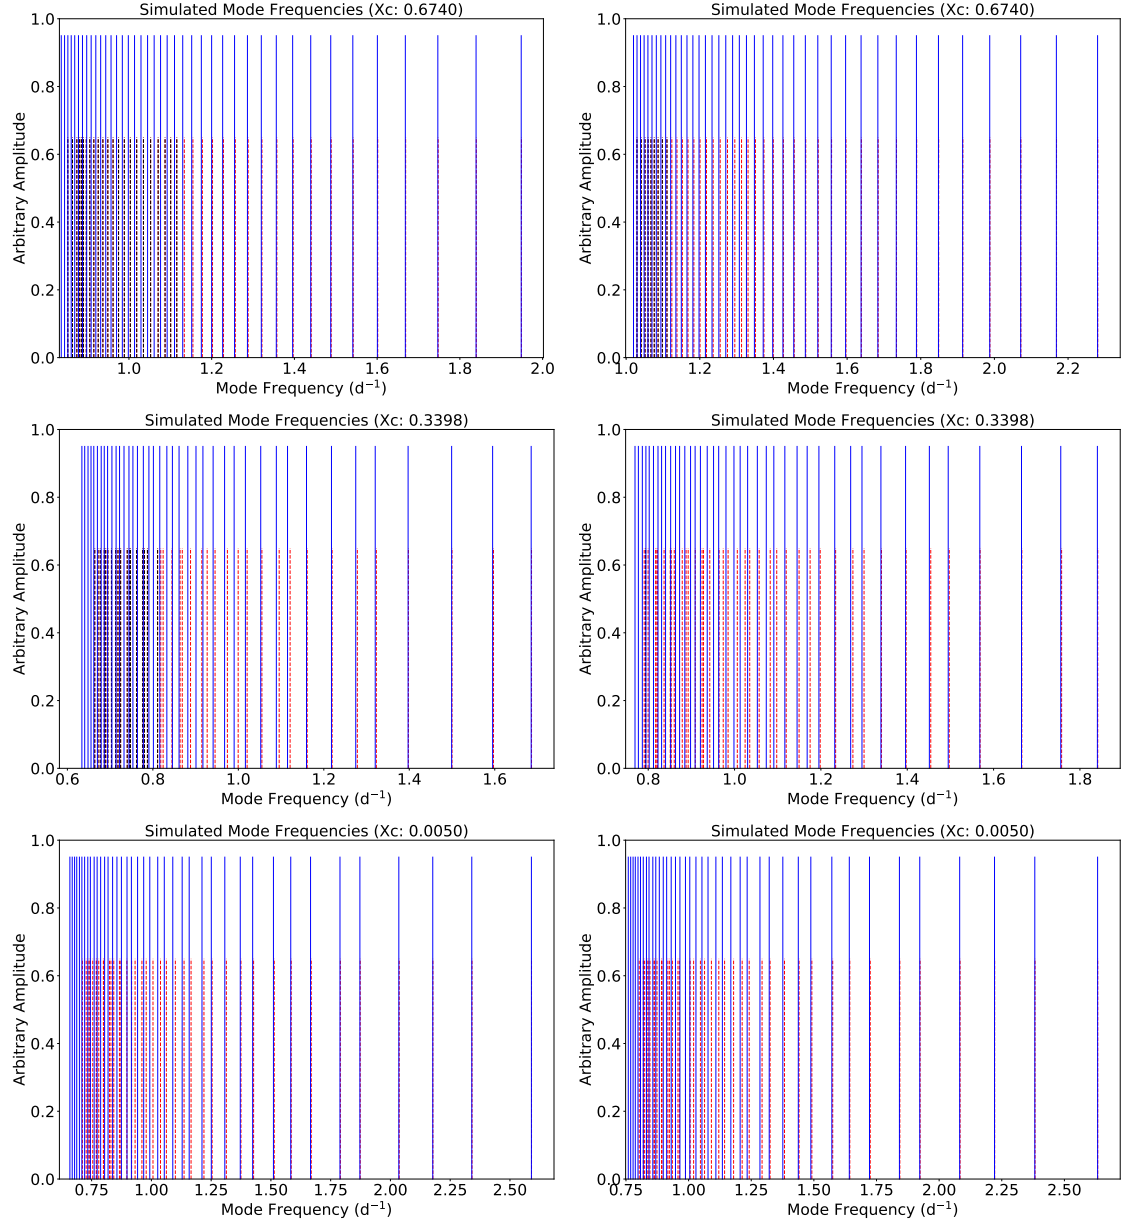 Simulated Mode Frequencies (Xc: 0.6740)
1.0
0.8
0.6
0.4
0.2
0.0
Arbitrary Amplitude
1.0 1.2 1.4 1.6 1.8 2.0
Mode Frequency (d⁻¹)
Simulated Mode Frequencies (Xc: 0.6740)
1.0
0.8
0.6
0.4
0.2
0.0
Arbitrary Amplitude
1.0 1.2 1.4 1.6 1.8 2.0 2.2
Mode Frequency (d⁻¹)
Simulated Mode Frequencies (Xc: 0.3398)
1.0
0.8
0.6
0.4
0.2
0.0
Arbitrary Amplitude
0.6 0.8 1.0 1.2 1.4 1.6
Mode Frequency (d⁻¹)
Simulated Mode Frequencies (Xc: 0.3398)
1.0
0.8
0.6
0.4
0.2
0.0
Arbitrary Amplitude
0.8 1.0 1.2 1.4 1.6 1.8
Mode Frequency (d⁻¹)
Simulated Mode Frequencies (Xc: 0.0050)
1.0
0.8
0.6
0.4
0.2
0.0
Arbitrary Amplitude
0.75 1.00 1.25 1.50 1.75 2.00 2.25 2.50
Mode Frequency (d⁻¹)
Simulated Mode Frequencies (Xc: 0.0050)
1.0
0.8
0.6
0.4
0.2
0.0
Arbitrary Amplitude
0.75 1.00 1.25 1.50 1.75 2.00 2.25 2.50
Mode Frequency (d⁻¹)